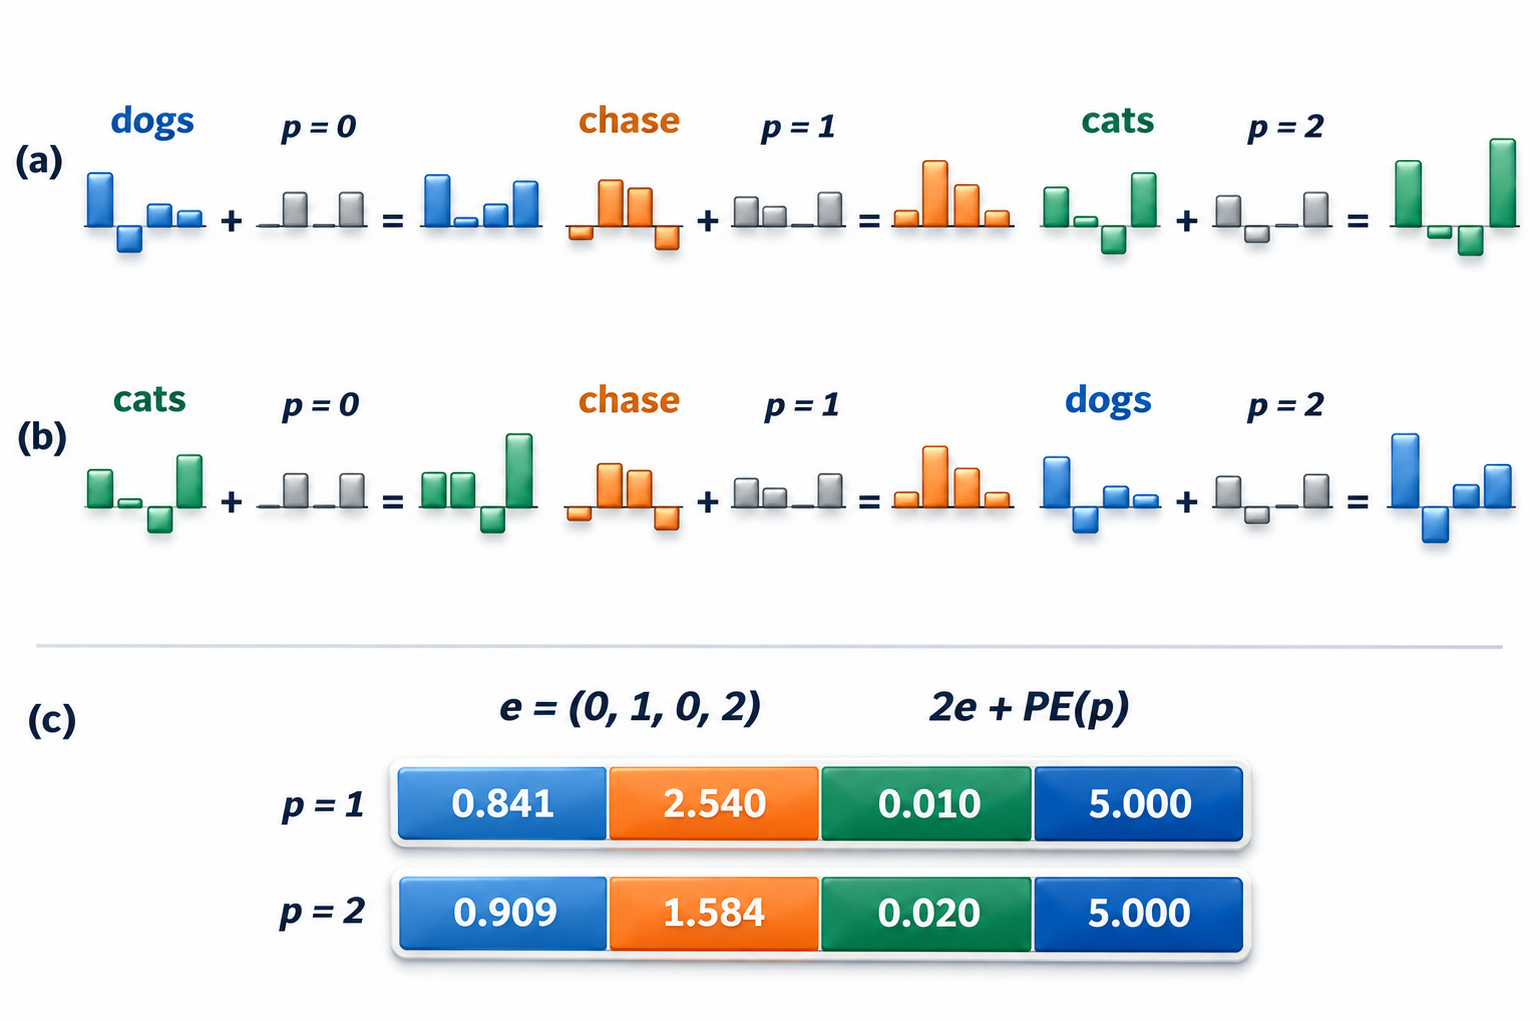 dogs p = 0 chase p = 1 cats p = 2
(a) + = + = + =
cats p = 0 chase p = 1 dogs p = 2
(b) + = + = + =
(c) e = (0, 1, 0, 2) 2e + PE(p)
p = 1 0.841 2.540 0.010 5.000
p = 2 0.909 1.584 0.020 5.000